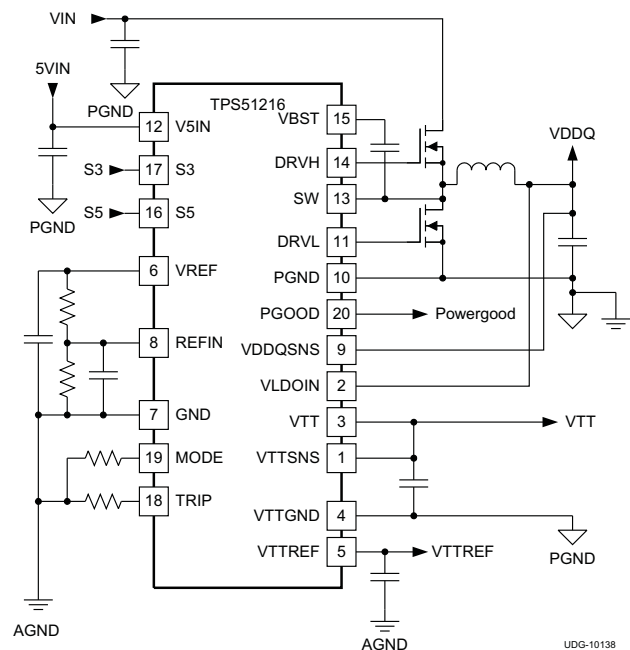 VIN
5VIN
PGND
TPS51216
VBST 15
12 V5IN
VDDQ
DRVH 14
S3 17 S3
SW 13
S5 16 S5
PGND
DRVL 11
6 VREF
PGND 10
PGOOD 20 Powergood
8 REFIN
VDDQSNS 9
VLDOIN 2
7 GND
VTT 3 VTT
19 MODE
VTTSNS 1
18 TRIP
VTTGND 4
VTTREF 5 VTTREF
PGND
AGND
AGND
UDG-10138